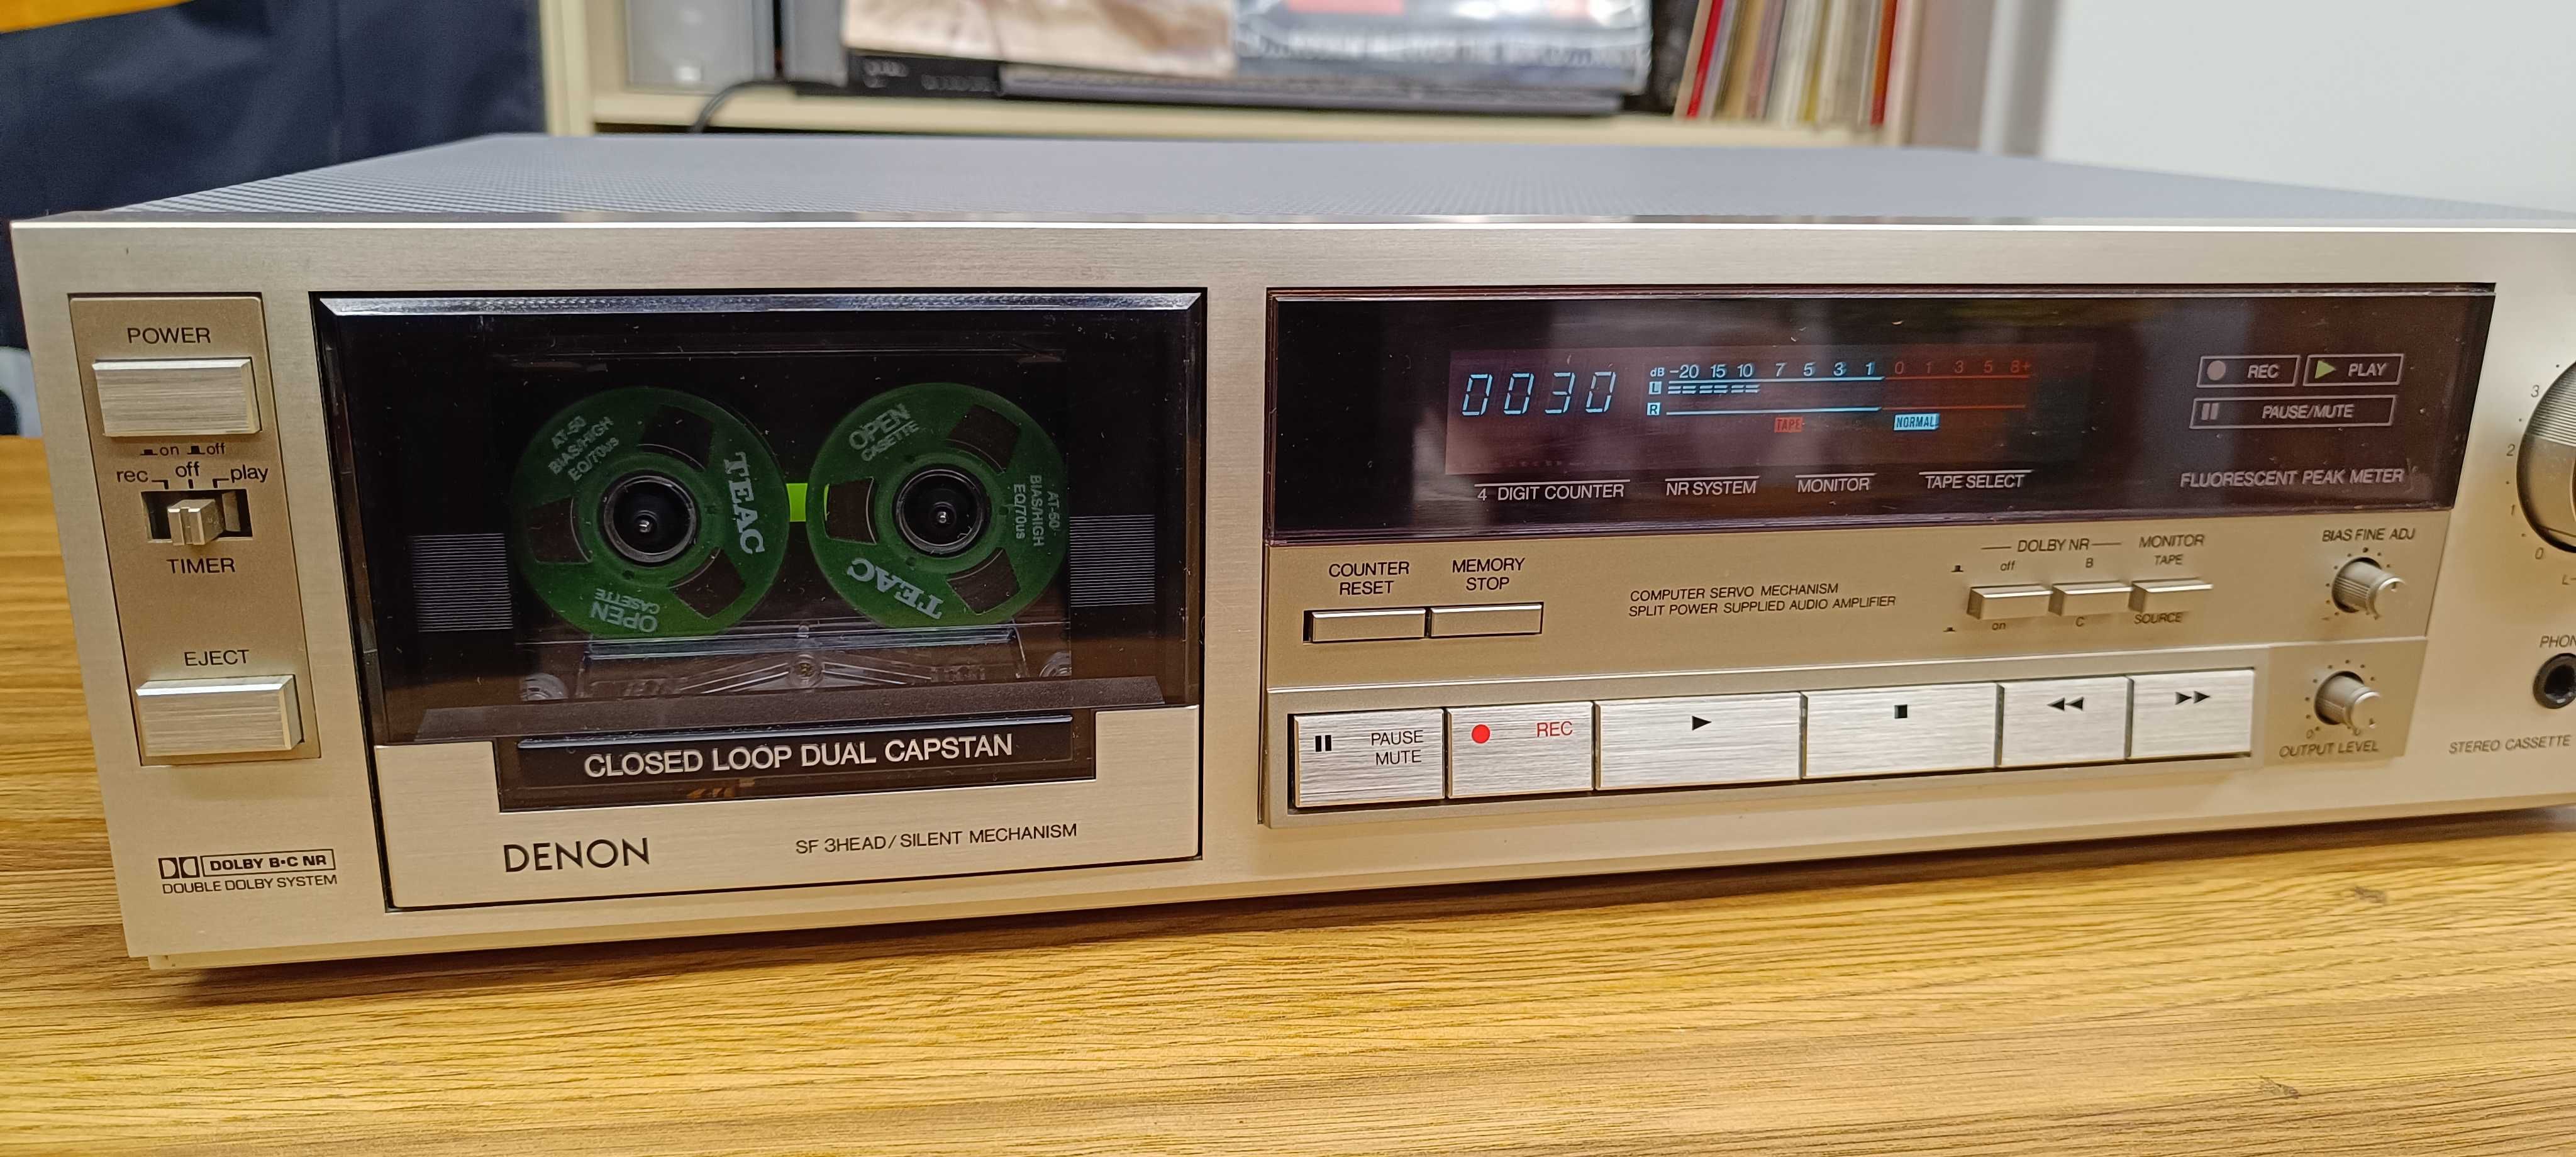 POWER
on off
rec off play
TIMER
EJECT
DOLBY B•C NR
DOUBLE DOLBY SYSTEM
AT-50
BIAS/HIGH
EQ/70us
TEAC
OPEN
CASSETTE
OPEN
CASSETTE
AT-50
BIAS/HIGH
EQ/70us
TEAC
CLOSED LOOP DUAL CAPSTAN
DENON
SF 3HEAD/SILENT MECHANISM
0030
dB -20 15 10 7 5 3 1 0 1 3 5 8+
L
R
TAPE
NORMAL
4 DIGIT COUNTER
NR SYSTEM
MONITOR
TAPE SELECT
REC
PLAY
PAUSE/MUTE
FLUORESCENT PEAK METER
COUNTER
RESET
MEMORY
STOP
COMPUTER SERVO MECHANISM
SPLIT POWER SUPPLIED AUDIO AMPLIFIER
DOLBY NR
off
on
B
C
MONITOR
TAPE
SOURCE
BIAS FINE ADJ
PAUSE
MUTE
REC
OUTPUT LEVEL
3
2
1
0
L-
PHON
STEREO CASSETTE